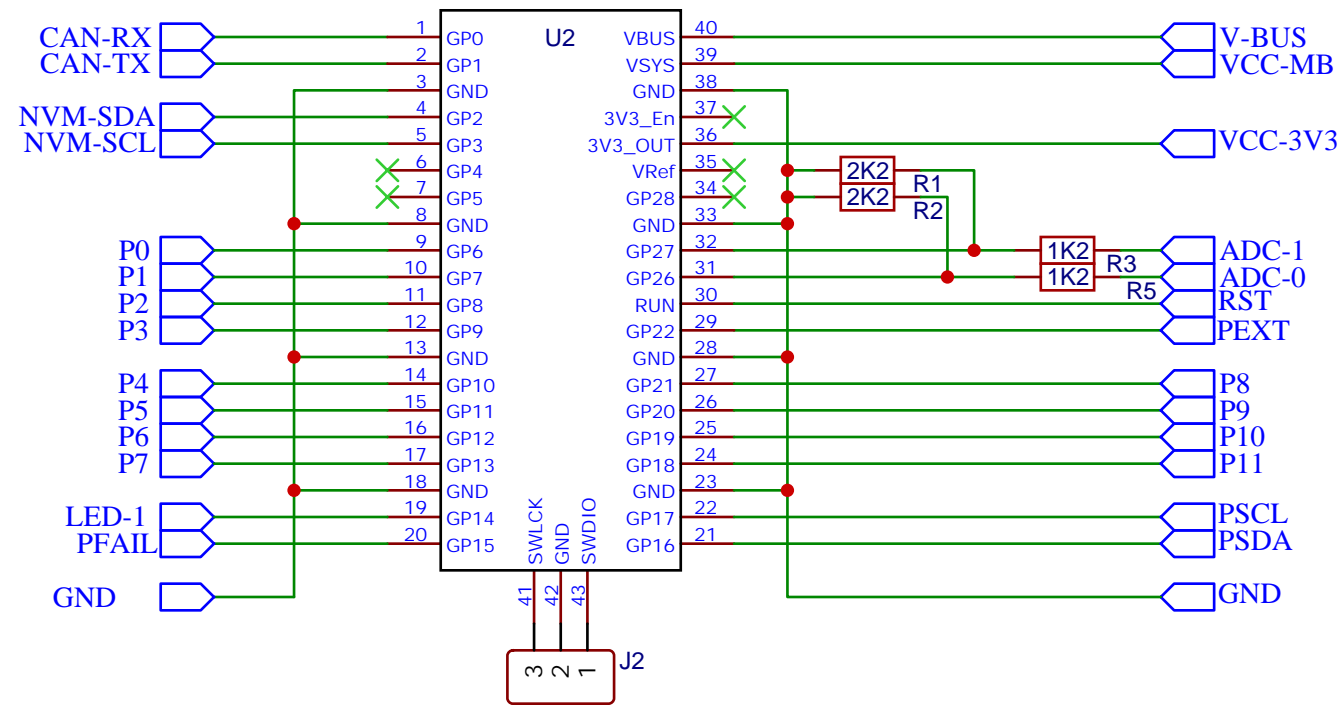 U2
CAN-RX 1 GP0 VBUS 40 V-BUS
CAN-TX 2 GP1 VSYS 39 VCC-MB
3 GND GND 38
NVM-SDA 4 GP2 3V3_En 37
NVM-SCL 5 GP3 3V3_OUT 36 VCC-3V3
6 GP4 VRef 35 2K2 R1
7 GP5 GP28 34 2K2 R2
8 GND GND 33
P0 9 GP6 GP27 32 1K2 R3 ADC-1
P1 10 GP7 GP26 31 1K2 R5 ADC-0
P2 11 GP8 RUN 30 RST
P3 12 GP9 GP22 29 PEXT
13 GND GND 28
P4 14 GP10 GP21 27 P8
P5 15 GP11 GP20 26 P9
P6 16 GP12 GP19 25 P10
P7 17 GP13 GP18 24 P11
18 GND GND 23
LED-1 19 GP14 GP17 22 PSCL
PFAIL 20 GP15 GP16 21 PSDA
SWLCK GND SWDIO
GND GND
41 42 43
3 2 1 J2